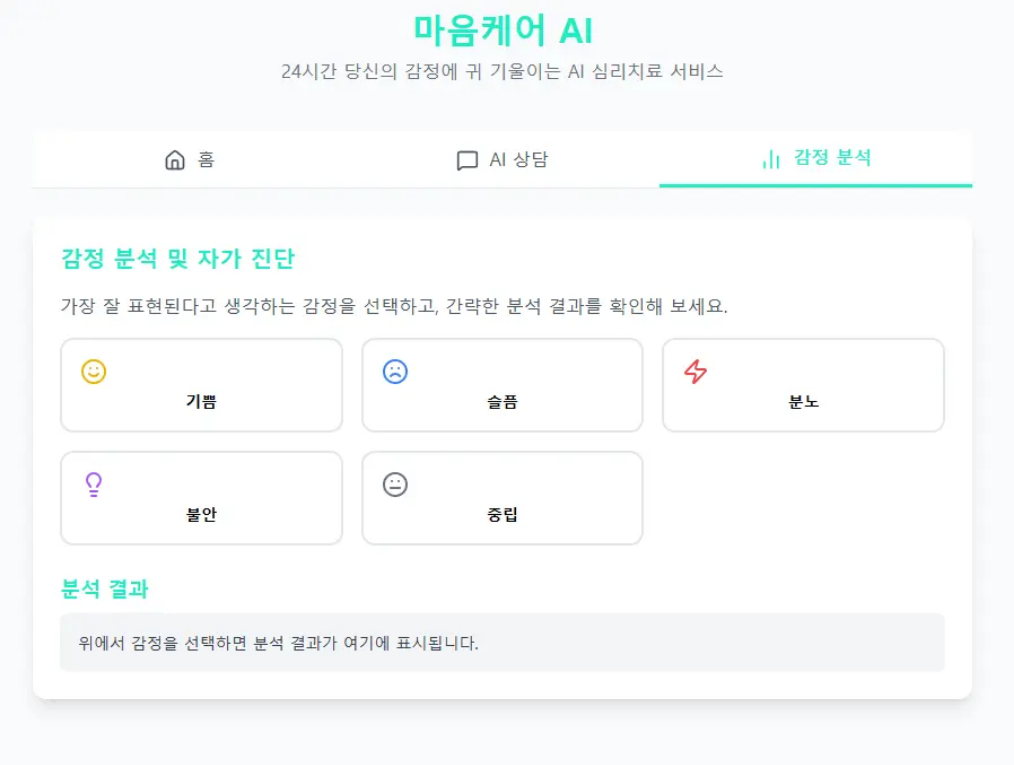 마음케어 AI
24시간 당신의 감정에 귀 기울이는 AI 심리치료 서비스
홈
AI 상담
감정 분석
감정 분석 및 자가 진단
가장 잘 표현된다고 생각하는 감정을 선택하고, 간략한 분석 결과를 확인해 보세요.
기쁨
슬픔
분노
불안
중립
분석 결과
위에서 감정을 선택하면 분석 결과가 여기에 표시됩니다.